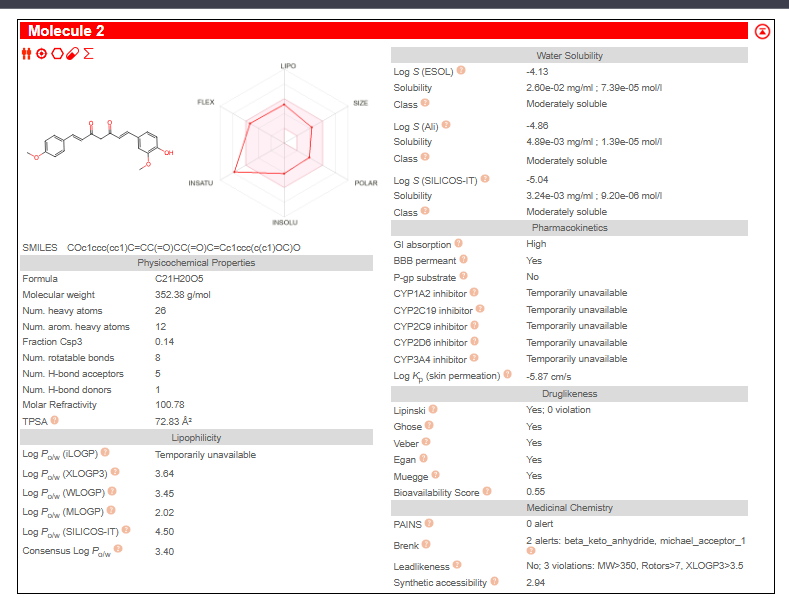 Molecule 2
LIPO
FLEX
SIZE
INSATU
POLAR
INSOLU
O
O
O
OH
O
SMILES COc1ccc(cc1)C=CC(=O)CC(=O)C=Cc1ccc(c(c1)OC)O
Physicochemical Properties
Formula C21H20O5
Molecular weight 352.38 g/mol
Num. heavy atoms 26
Num. arom. heavy atoms 12
Fraction Csp3 0.14
Num. rotatable bonds 8
Num. H-bond acceptors 5
Num. H-bond donors 1
Molar Refractivity 100.78
TPSA ? 72.83 Å²
Lipophilicity
Log Po/w (iLOGP) ? Temporarily unavailable
Log Po/w (XLOGP3) ? 3.64
Log Po/w (WLOGP) ? 3.45
Log Po/w (MLOGP) ? 2.02
Log Po/w (SILICOS-IT) ? 4.50
Consensus Log Po/w ? 3.40
Water Solubility
Log S (ESOL) ? -4.13
Solubility 2.60e-02 mg/ml ; 7.39e-05 mol/l
Class ? Moderately soluble
Log S (Ali) ? -4.86
Solubility 4.89e-03 mg/ml ; 1.39e-05 mol/l
Class ? Moderately soluble
Log S (SILICOS-IT) ? -5.04
Solubility 3.24e-03 mg/ml ; 9.20e-06 mol/l
Class ? Moderately soluble
Pharmacokinetics
GI absorption ? High
BBB permeant ? Yes
P-gp substrate ? No
CYP1A2 inhibitor ? Temporarily unavailable
CYP2C19 inhibitor ? Temporarily unavailable
CYP2C9 inhibitor ? Temporarily unavailable
CYP2D6 inhibitor ? Temporarily unavailable
CYP3A4 inhibitor ? Temporarily unavailable
Log Kp (skin permeation) ? -5.87 cm/s
Druglikeness
Lipinski ? Yes; 0 violation
Ghose ? Yes
Veber ? Yes
Egan ? Yes
Muegge ? Yes
Bioavailability Score ? 0.55
Medicinal Chemistry
PAINS ? 0 alert
Brenk ? 2 alerts: beta_keto_anhydride, michael_acceptor_1 ?
Leadlikeness ? No; 3 violations: MW>350, Rotors>7, XLOGP3>3.5
Synthetic accessibility ? 2.94